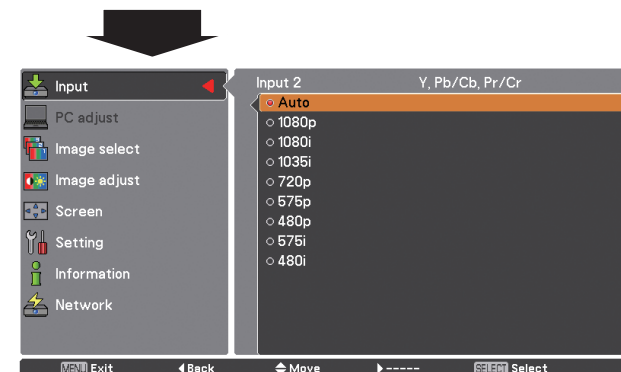 Input
PC adjust
Image select
Image adjust
Screen
Setting
Information
Network
Input 2 Y, Pb/Cb, Pr/Cr
Auto
1080p
1080i
1035i
720p
575p
480p
575i
480i
MENU Exit Back Move ----- SELECT Select